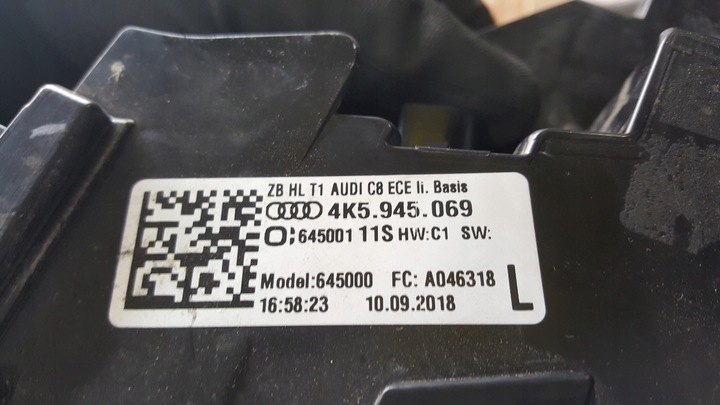 ZB HL T1 AUDI C8 ECE li. Basis
4K5.945.069
645001 11S HW:C1 SW:
Model:645000 FC: A046318
16:58:23 10.09.2018 L